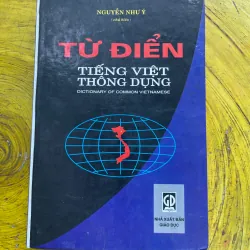 NGUYỄN NHƯ Ý
(CHỦ BIÊN)
TỪ ĐIỂN
TIẾNG VIỆT
THÔNG DỤNG
DICTIONARY OF COMMON VIETNAMESE
GD
NHÀ XUẤT BẢN
GIÁO DỤC